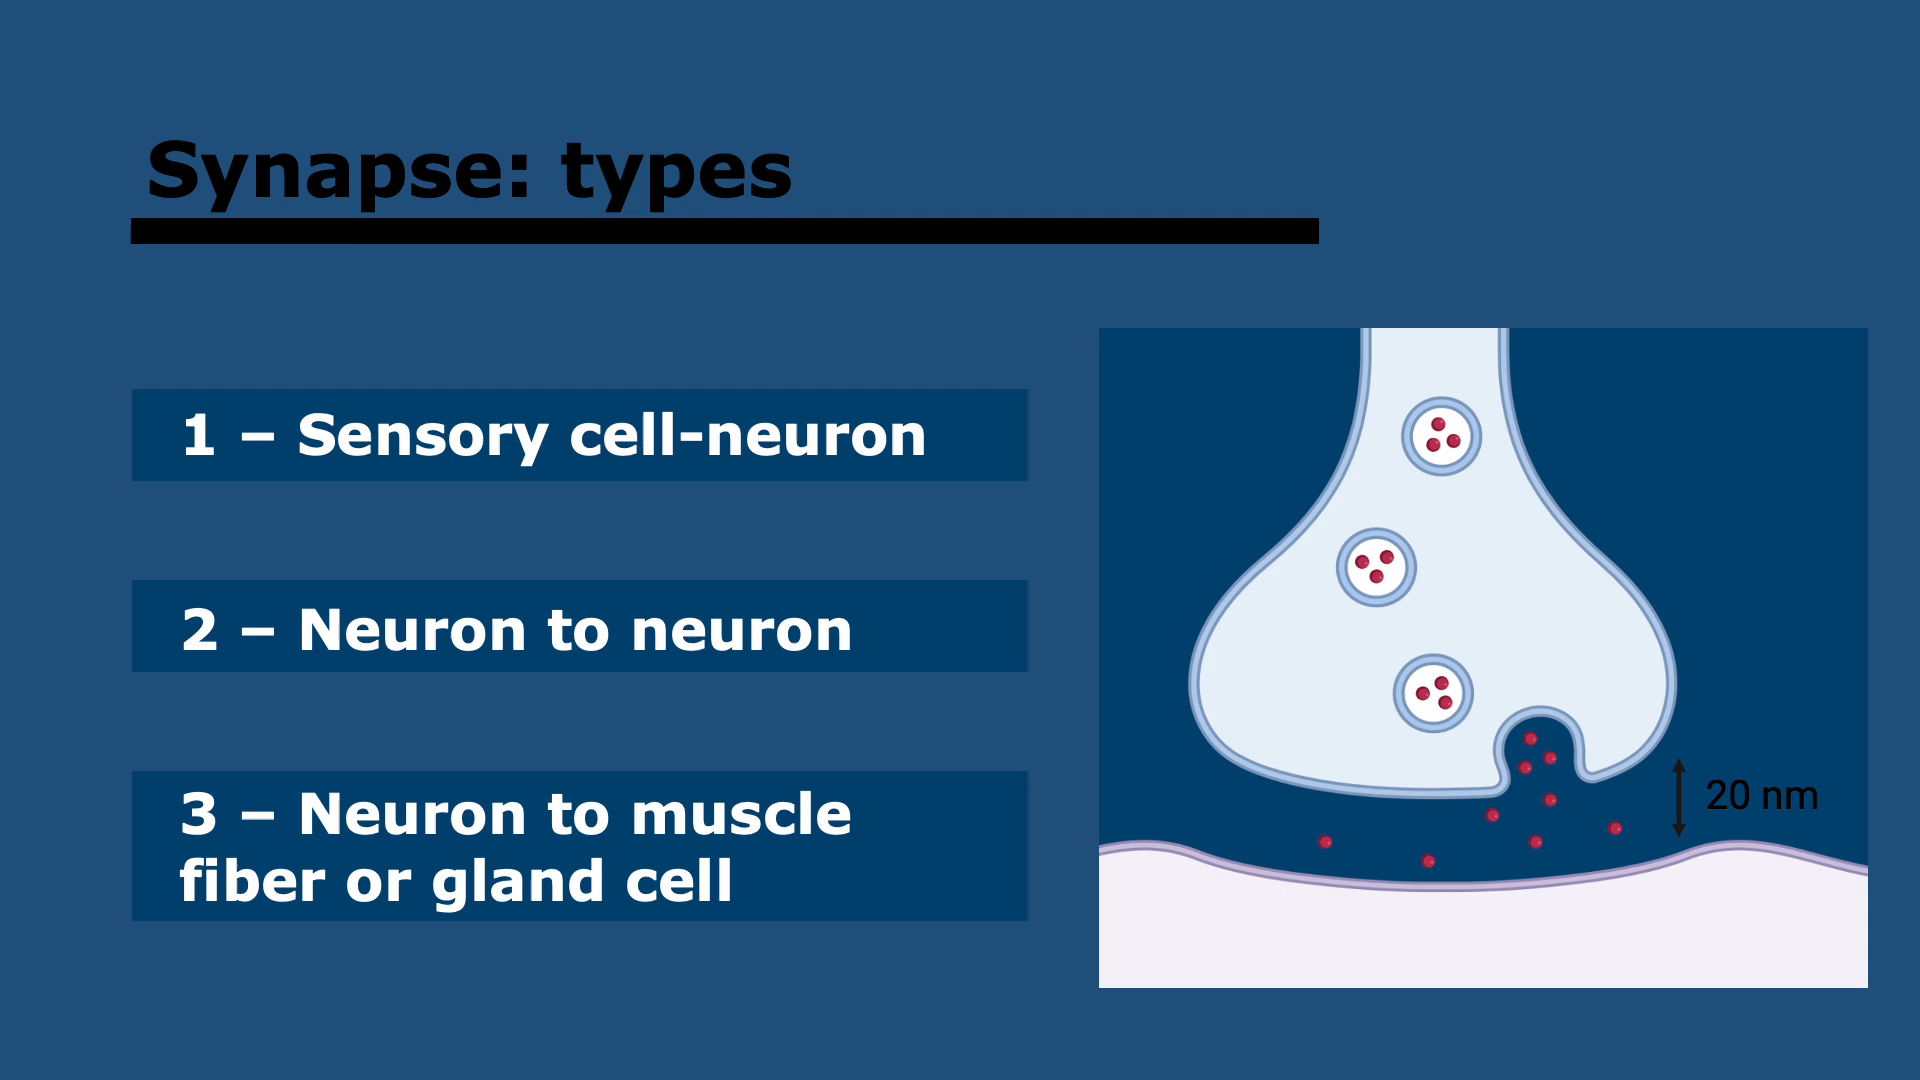 Synapse: types
1 – Sensory cell-neuron
2 – Neuron to neuron
3 – Neuron to muscle
fiber or gland cell
20 nm